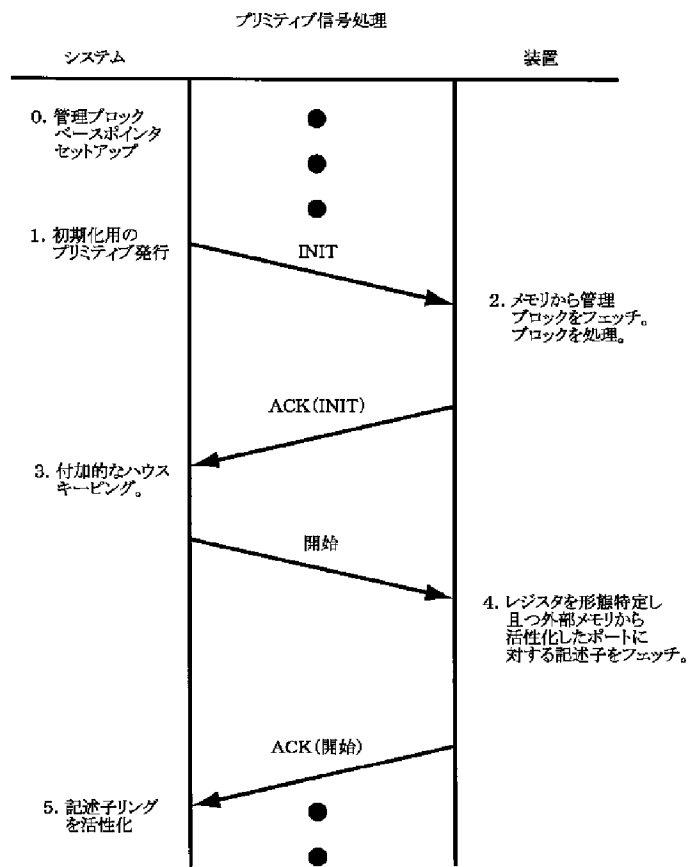 プリミティブ信号処理
システム
装置
0. 管理ブロック
ベースポインタ
セットアップ
1. 初期化用の
プリミティブ発行
INIT
2. メモリから管理
ブロックをフェッチ。
ブロックを処理。
ACK(INIT)
3. 付加的なハウス
キーピング。
開始
4. レジスタを形態特定し
且つ外部メモリから
活性化したポートに
対する記述子をフェッチ。
ACK(開始)
5. 記述子リング
を活性化